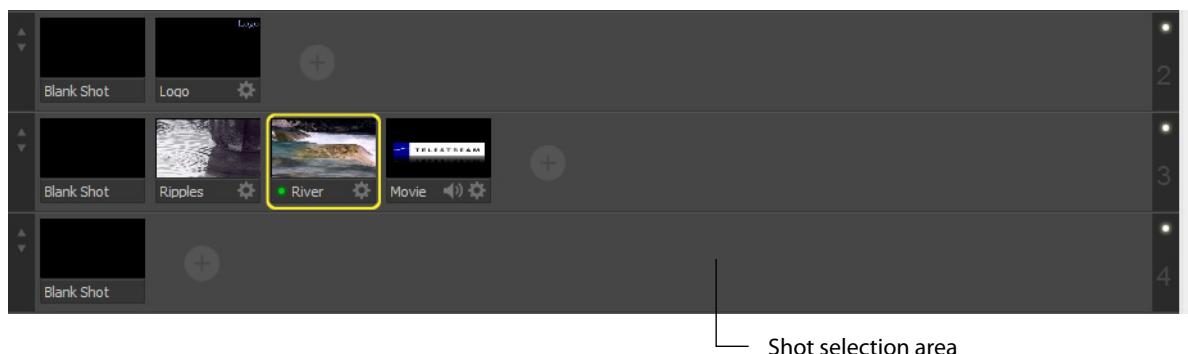 Logo
Blank Shot
Logo
2
TELESTREAM
Blank Shot
Ripples
River
Movie
3
Blank Shot
4
Shot selection area